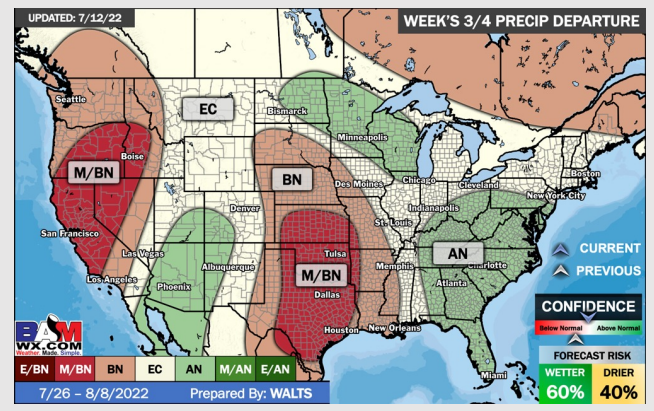 UPDATED: 7/12/22
WEEK'S 3/4 PRECIP DEPARTURE
Seattle
EC
Bismarck
Minneapolis
M/BN
Boise
BN
Des Moines
Chicago
Cleveland
Boston
New York City
Denver
Indianapolis
St. Louis
San Francisco
Las Vegas
Albuquerque
Tulsa
Memphis
AN
Charlotte
CURRENT
PREVIOUS
Los Angeles
Phoenix
M/BN
Dallas
Atlanta
Houston
New Orleans
CONFIDENCE
Below Normal
Above Normal
BAM
WX.COM
Weather. Made. Simple.
FORECAST RISK
E/BN
M/BN
BN
EC
AN
M/AN
E/AN
Miami
WETTER
DRIER
60%
40%
7/26 – 8/8/2022
Prepared By: WALTS